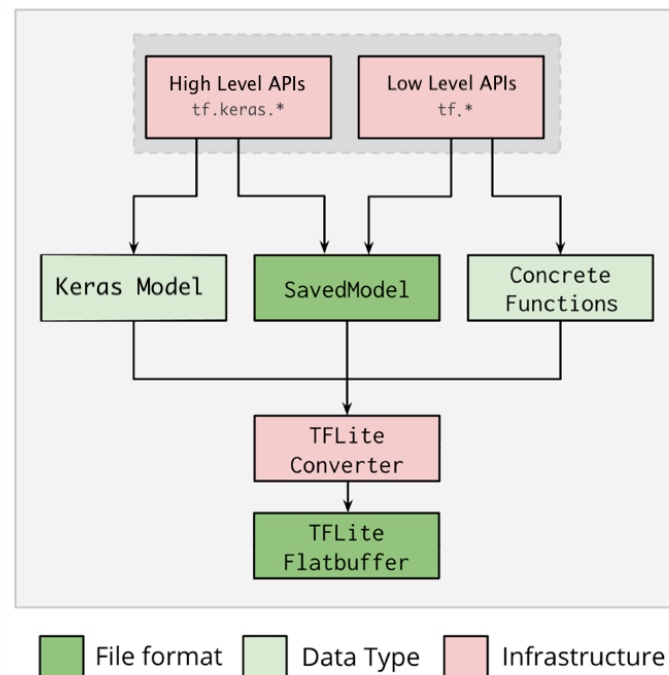 High Level APIs
tf.keras.*
Low Level APIs
tf.*
Keras Model
SavedModel
Concrete
Functions
TFLite
Converter
TFLite
Flatbuffer
File format
Data Type
Infrastructure